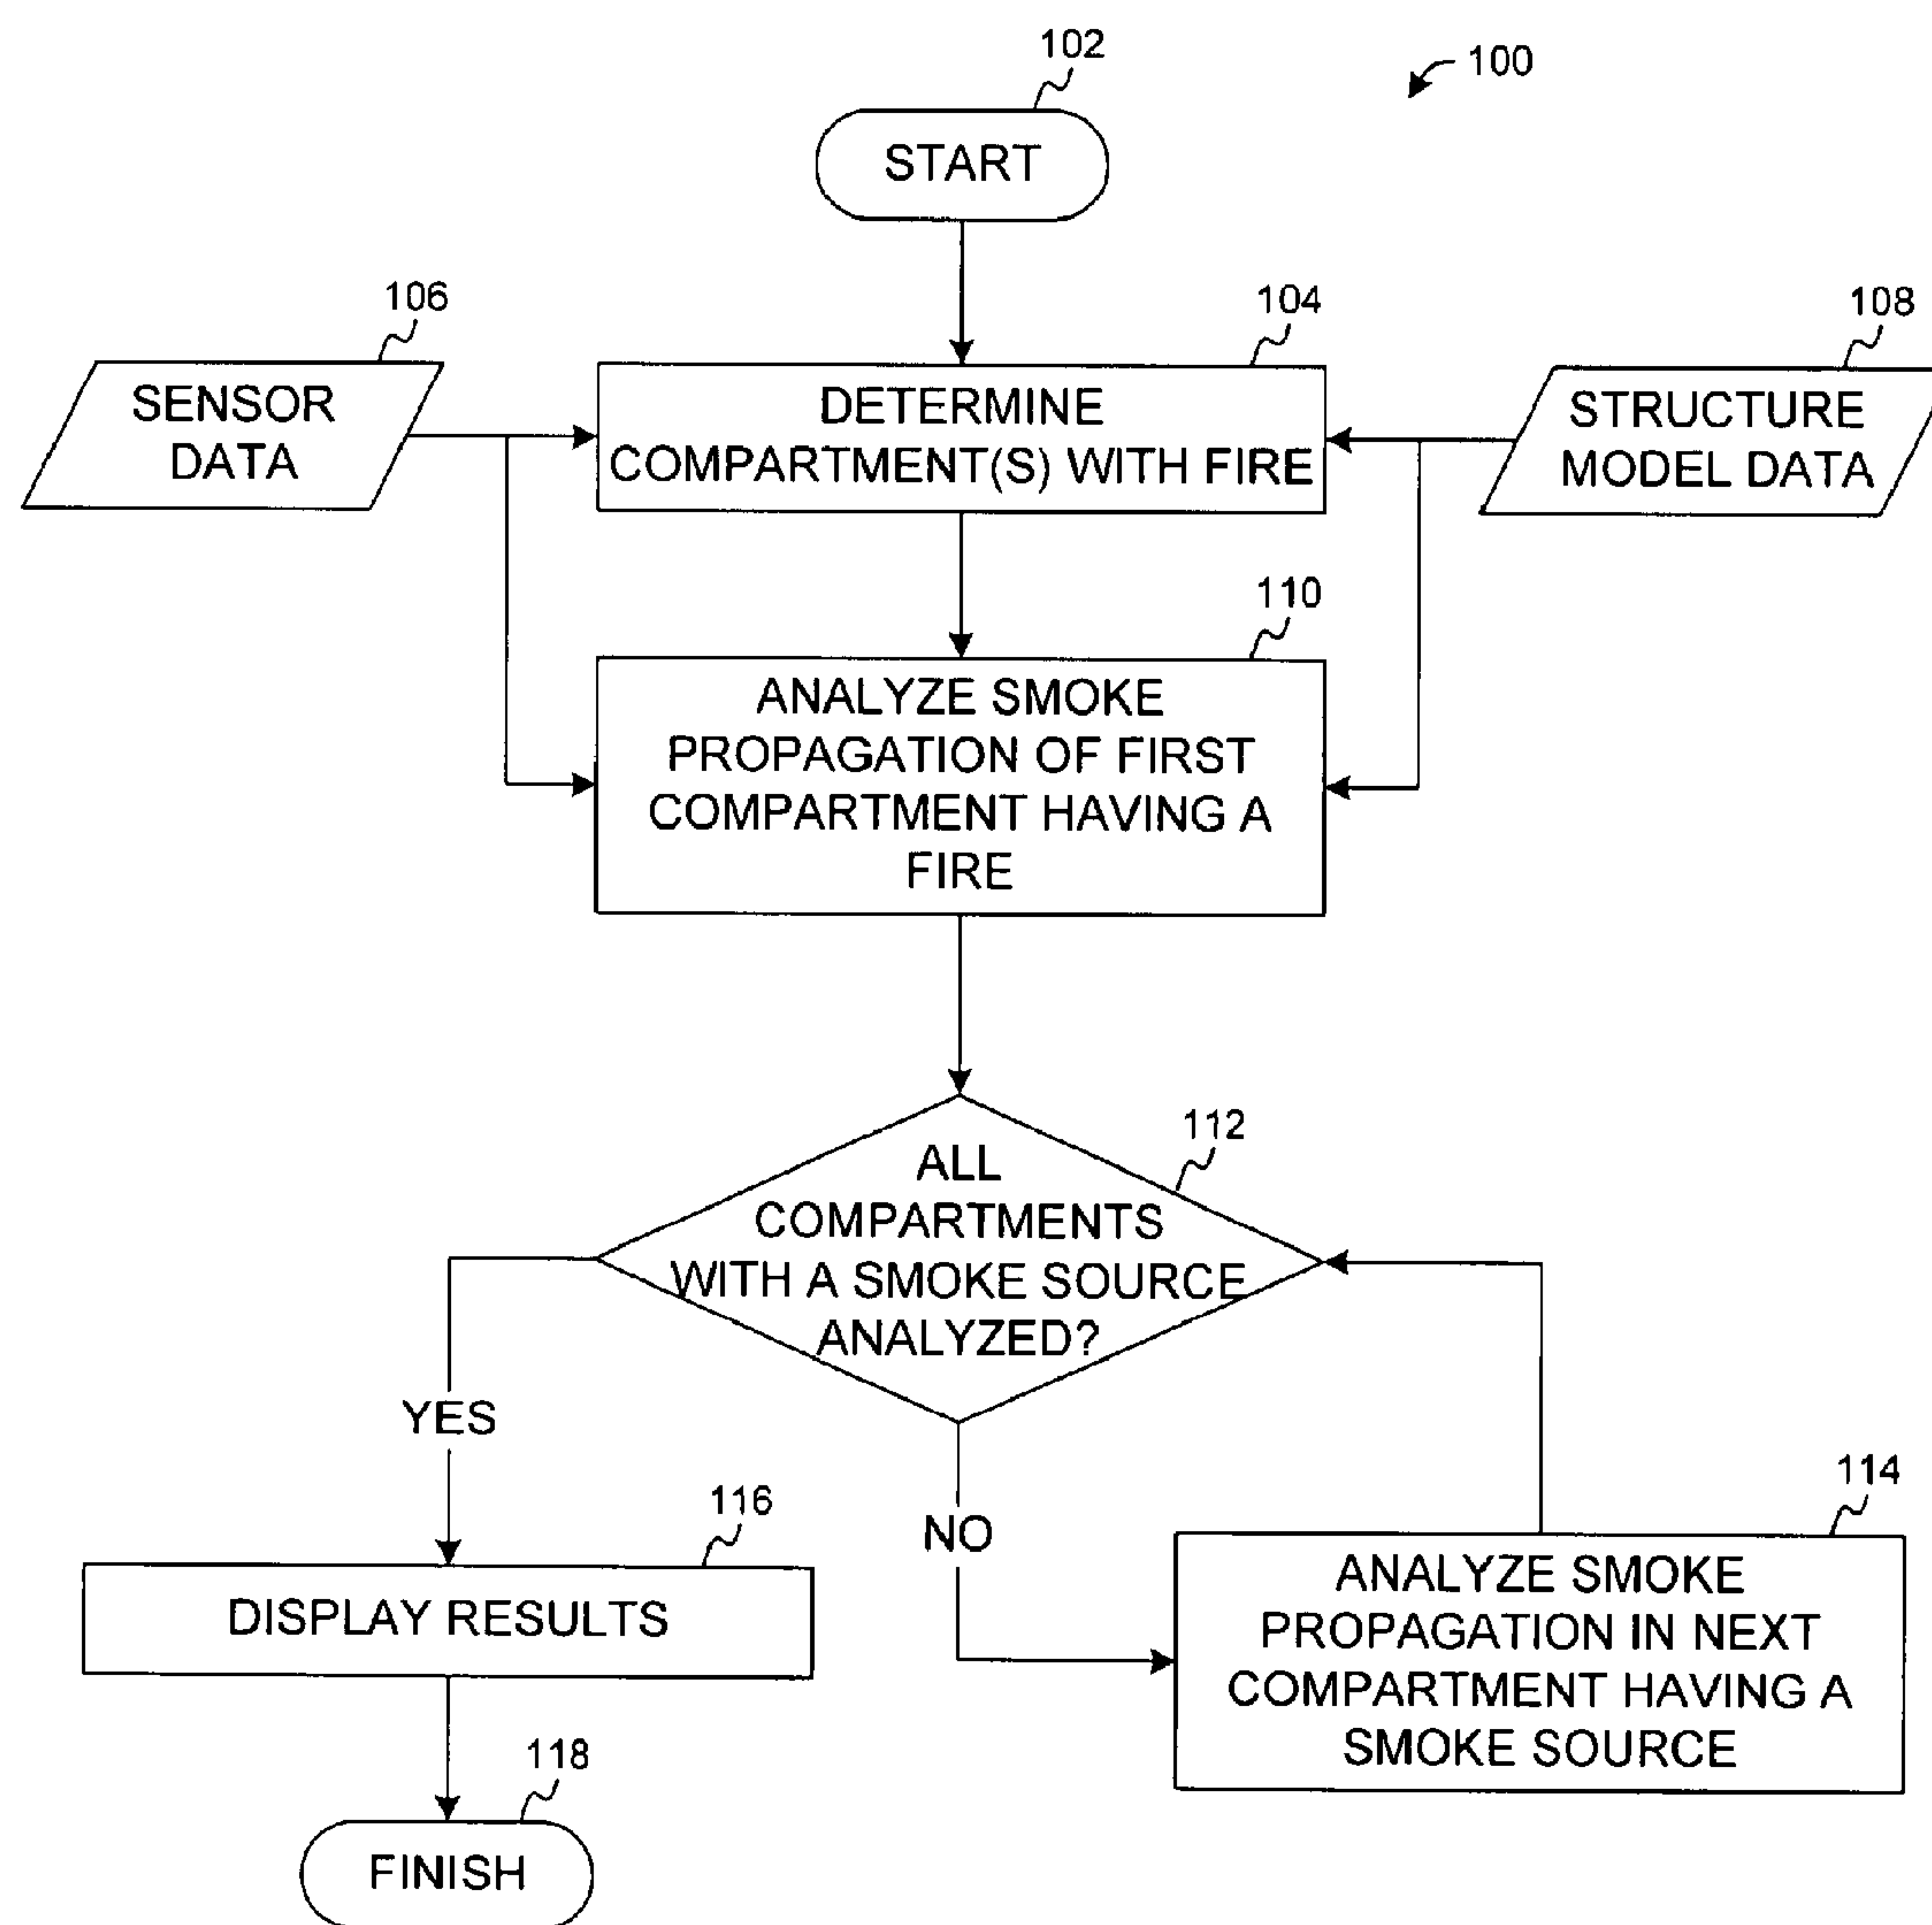 102
100
START
106
104
108
SENSOR
DATA
DETERMINE
COMPARTMENT(S) WITH FIRE
STRUCTURE
MODEL DATA
110
ANALYZE SMOKE
PROPAGATION OF FIRST
COMPARTMENT HAVING A
FIRE
112
ALL
COMPARTMENTS
WITH A SMOKE SOURCE
ANALYZED?
YES
NO
116
114
DISPLAY RESULTS
ANALYZE SMOKE
PROPAGATION IN NEXT
COMPARTMENT HAVING A
SMOKE SOURCE
118
FINISH